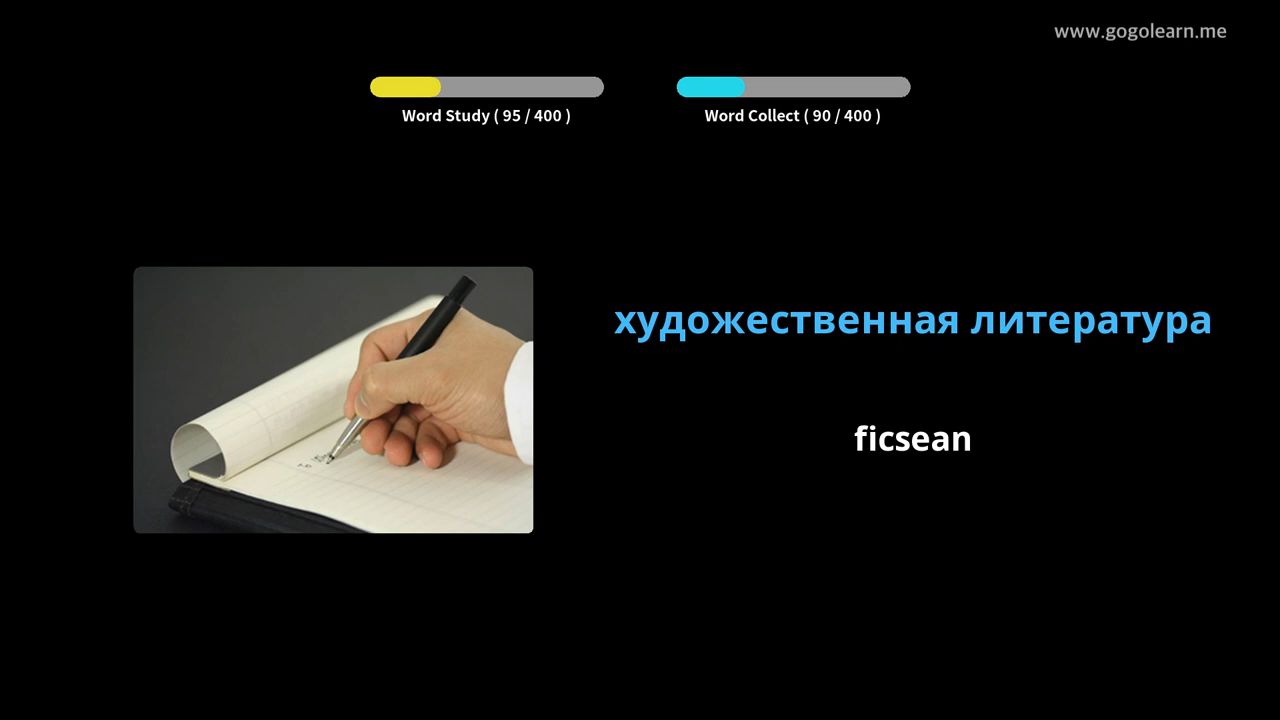 www.gogolearn.me
Word Study ( 95 / 400 )
Word Collect ( 90 / 400 )
художественная литература
ficsean